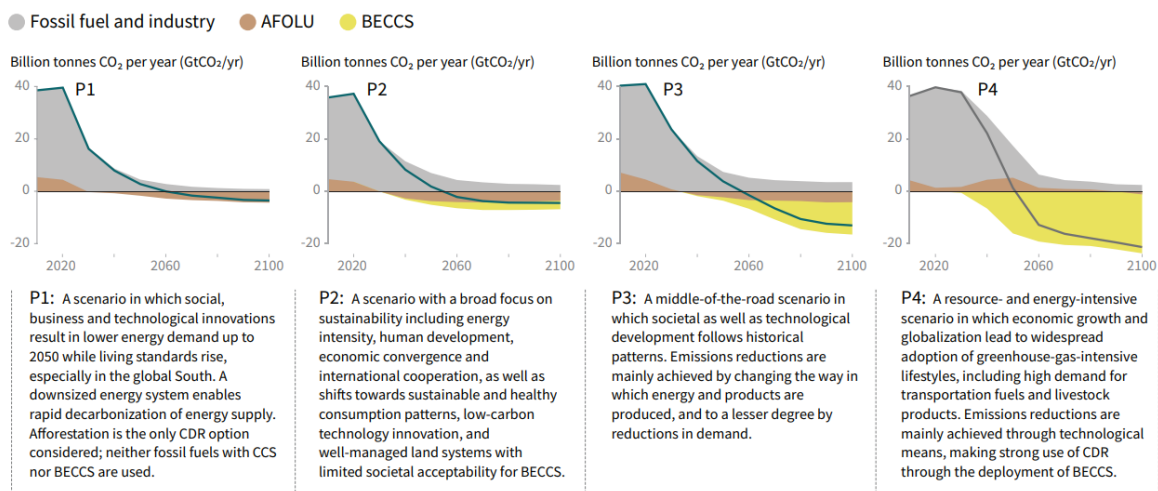 Fossil fuel and industry AFOLU BECCS
Billion tonnes CO₂ per year (GtCO₂/yr)
40
20
0
-20
P1
2020 2060 2100
Billion tonnes CO₂ per year (GtCO₂/yr)
40
20
0
-20
P2
2020 2060 2100
Billion tonnes CO₂ per year (GtCO₂/yr)
40
20
0
-20
P3
2020 2060 2100
Billion tonnes CO₂ per year (GtCO₂/yr)
40
20
0
-20
P4
2020 2060 2100
P1: A scenario in which social,
business and technological innovations
result in lower energy demand up to
2050 while living standards rise,
especially in the global South. A
downsized energy system enables
rapid decarbonization of energy supply.
Afforestation is the only CDR option
considered; neither fossil fuels with CCS
nor BECCS are used.
P2: A scenario with a broad focus on
sustainability including energy
intensity, human development,
economic convergence and
international cooperation, as well as
shifts towards sustainable and healthy
consumption patterns, low-carbon
technology innovation, and
well-managed land systems with
limited societal acceptability for BECCS.
P3: A middle-of-the-road scenario in
which societal as well as technological
development follows historical
patterns. Emissions reductions are
mainly achieved by changing the way in
which energy and products are
produced, and to a lesser degree by
reductions in demand.
P4: A resource- and energy-intensive
scenario in which economic growth and
globalization lead to widespread
adoption of greenhouse-gas-intensive
lifestyles, including high demand for
transportation fuels and livestock
products. Emissions reductions are
mainly achieved through technological
means, making strong use of CDR
through the deployment of BECCS.